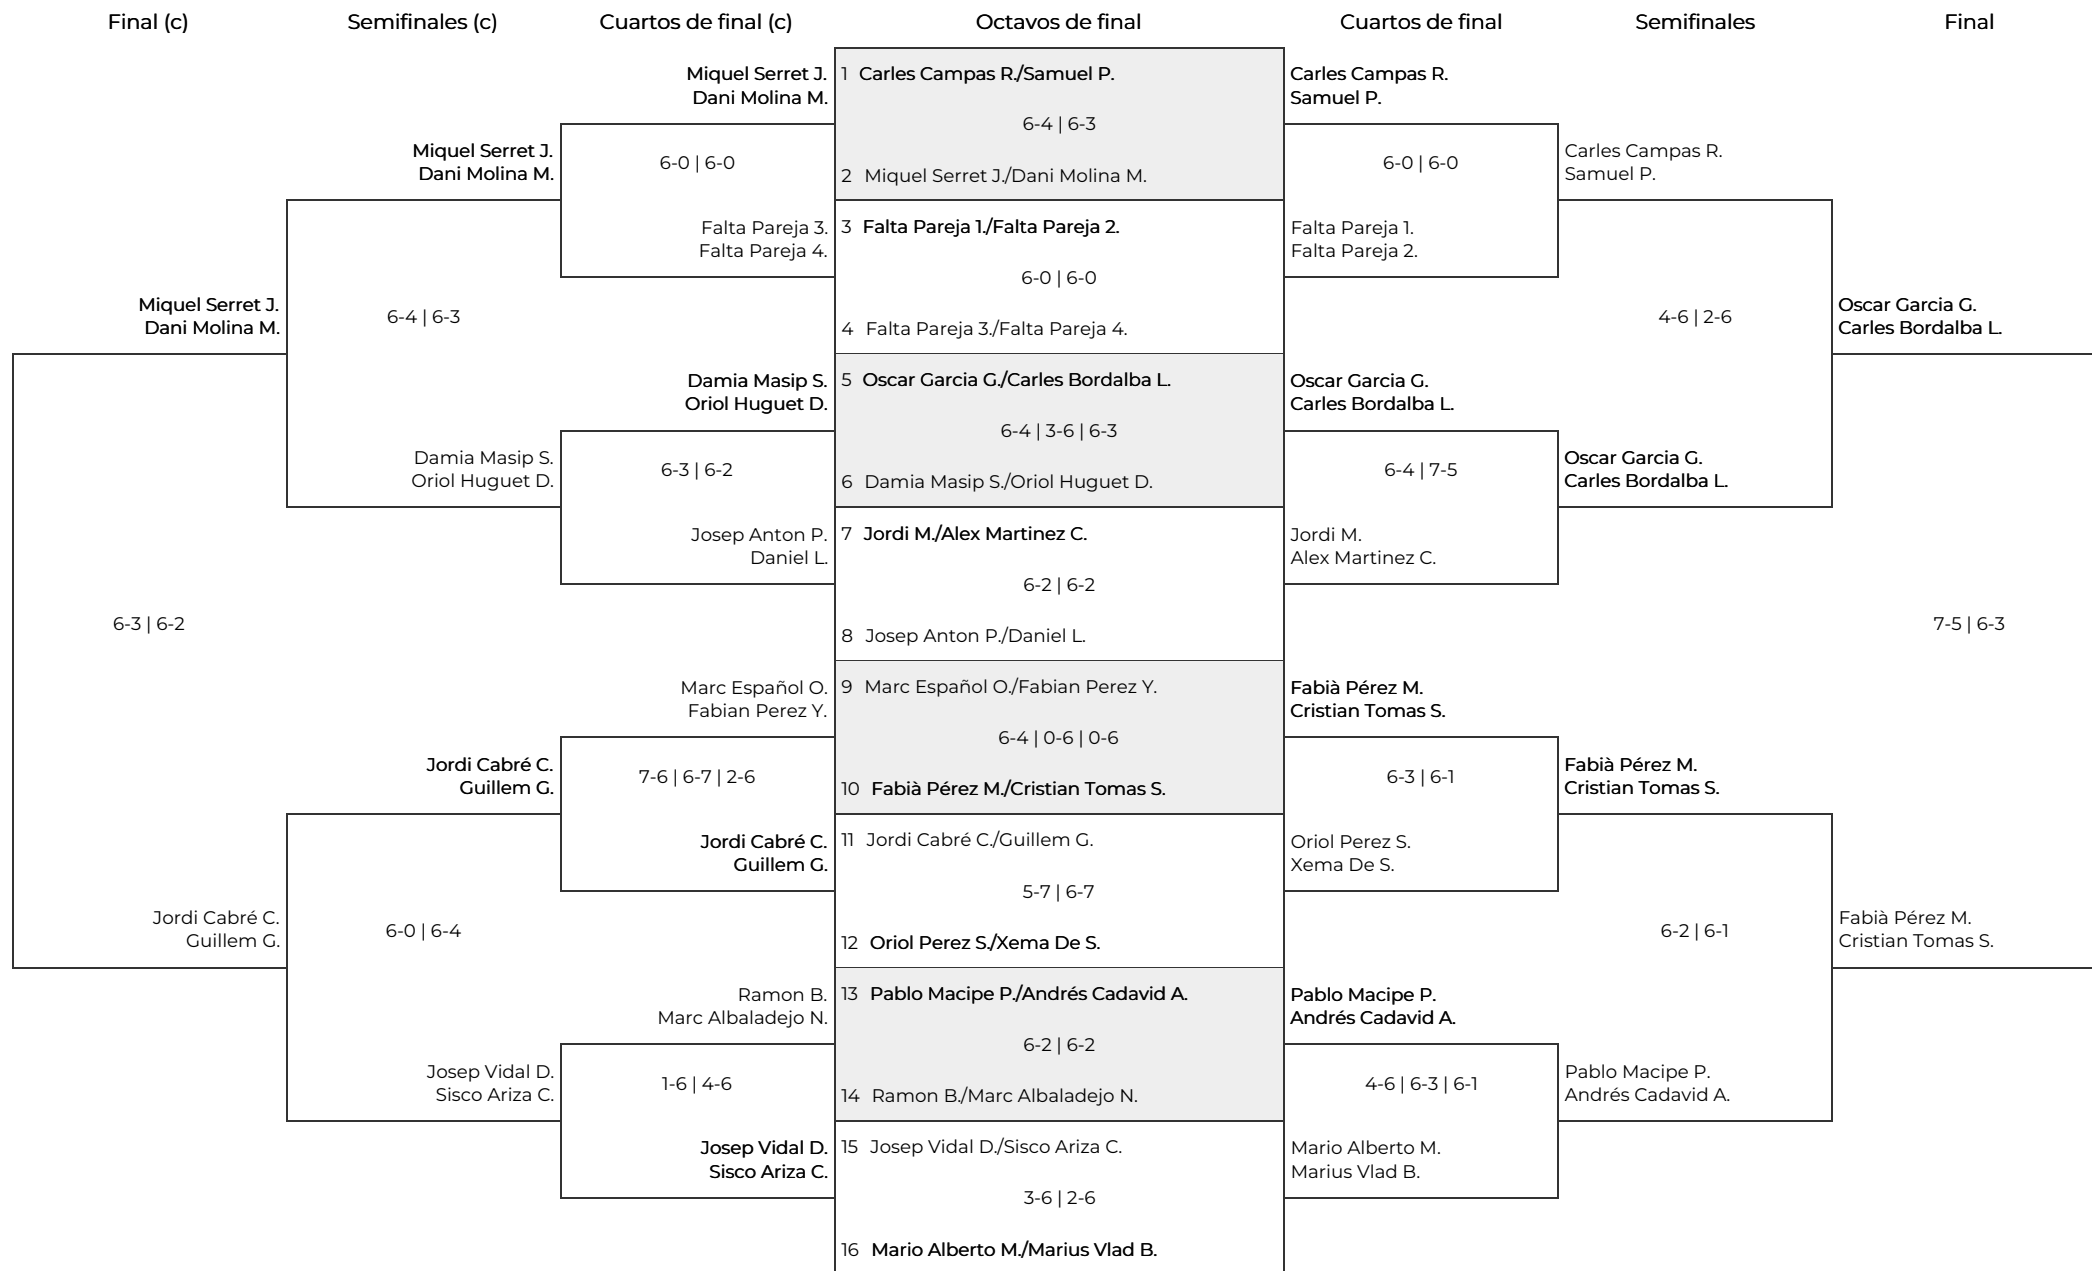 Final (c)
Semifinales (c)
Cuartos de final (c)
Octavos de final
Cuartos de final
Semifinales
Final
Miquel Serret J.
Dani Molina M.
6-3 | 6-2
Jordi Cabré C.
Guillem G.
Miquel Serret J.
Dani Molina M.
6-4 | 6-3
Damia Masip S.
Oriol Huguet D.
Jordi Cabré C.
Guillem G.
6-0 | 6-4
Josep Vidal D.
Sisco Ariza C.
Miquel Serret J.
Dani Molina M.
6-0 | 6-0
Falta Pareja 3.
Falta Pareja 4.
Damia Masip S.
Oriol Huguet D.
6-3 | 6-2
Josep Anton P.
Daniel L.
Marc Español O.
Fabian Perez Y.
7-6 | 6-7 | 2-6
Jordi Cabré C.
Guillem G.
Ramon B.
Marc Albaladejo N.
1-6 | 4-6
Josep Vidal D.
Sisco Ariza C.
1 Carles Campas R./Samuel P.
6-4 | 6-3
2 Miquel Serret J./Dani Molina M.
3 Falta Pareja 1./Falta Pareja 2.
6-0 | 6-0
4 Falta Pareja 3./Falta Pareja 4.
5 Oscar Garcia G./Carles Bordalba L.
6-4 | 3-6 | 6-3
6 Damia Masip S./Oriol Huguet D.
7 Jordi M./Alex Martinez C.
6-2 | 6-2
8 Josep Anton P./Daniel L.
9 Marc Español O./Fabian Perez Y.
6-4 | 0-6 | 0-6
10 Fabià Pérez M./Cristian Tomas S.
11 Jordi Cabré C./Guillem G.
5-7 | 6-7
12 Oriol Perez S./Xema De S.
13 Pablo Macipe P./Andrés Cadavid A.
6-2 | 6-2
14 Ramon B./Marc Albaladejo N.
15 Josep Vidal D./Sisco Ariza C.
3-6 | 2-6
16 Mario Alberto M./Marius Vlad B.
Carles Campas R.
Samuel P.
6-0 | 6-0
Falta Pareja 1.
Falta Pareja 2.
Oscar Garcia G.
Carles Bordalba L.
6-4 | 7-5
Jordi M.
Alex Martinez C.
Fabià Pérez M.
Cristian Tomas S.
6-3 | 6-1
Oriol Perez S.
Xema De S.
Pablo Macipe P.
Andrés Cadavid A.
4-6 | 6-3 | 6-1
Mario Alberto M.
Marius Vlad B.
Carles Campas R.
Samuel P.
4-6 | 2-6
Oscar Garcia G.
Carles Bordalba L.
Fabià Pérez M.
Cristian Tomas S.
6-2 | 6-1
Pablo Macipe P.
Andrés Cadavid A.
Oscar Garcia G.
Carles Bordalba L.
7-5 | 6-3
Fabià Pérez M.
Cristian Tomas S.